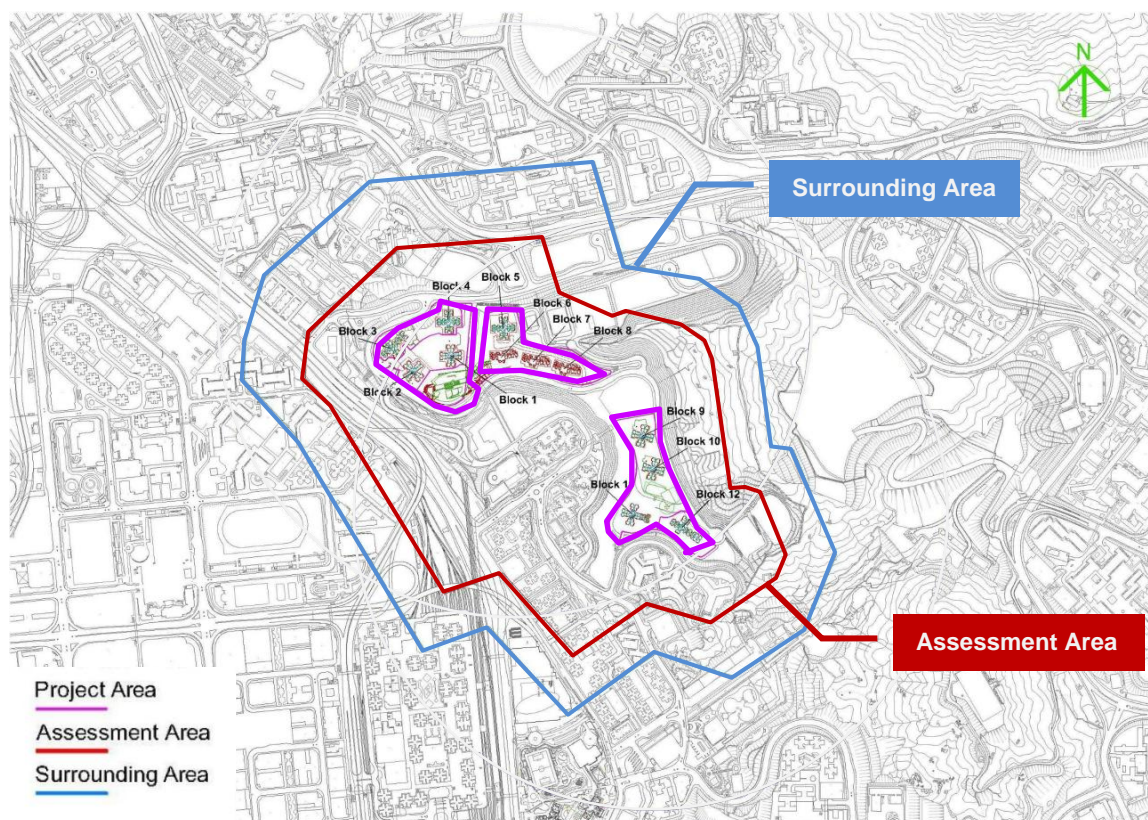 N
Surrounding Area
Block 5
Block 4
Block 6
Block 7
Block 3
Block 8
Block 2
Block 1
Block 9
Block 10
Block 1
Block 12
Assessment Area
Project Area
Assessment Area
Surrounding Area